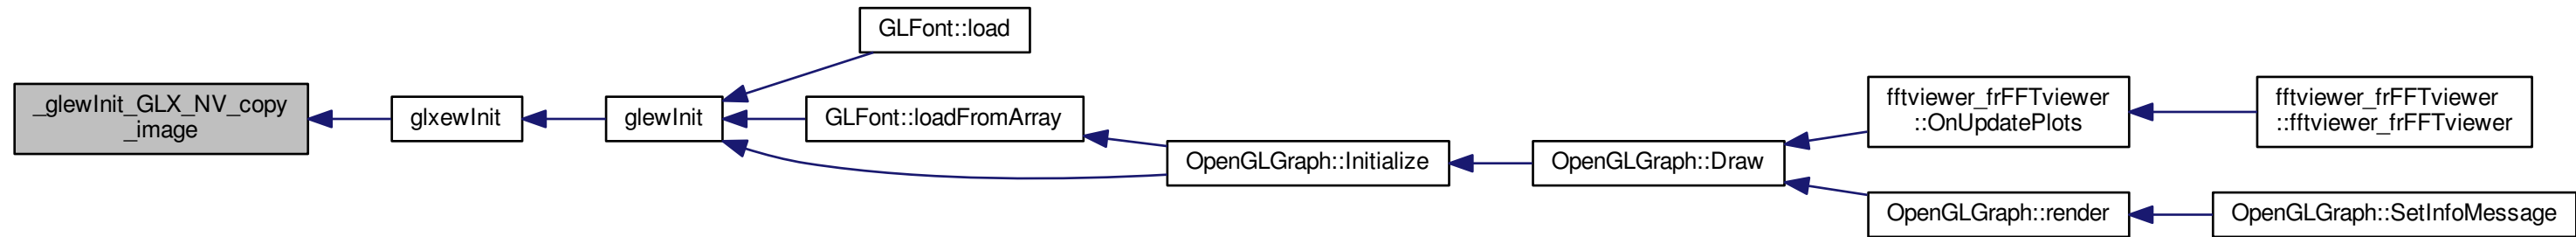 GLFont::load
_glewInit_GLX_NV_copy
_image
glxewInit
glewInit
GLFont::loadFromArray
OpenGLGraph::Initialize
OpenGLGraph::Draw
fftviewer_frFFTviewer
::OnUpdatePlots
fftviewer_frFFTviewer
::fftviewer_frFFTviewer
OpenGLGraph::render
OpenGLGraph::SetInfoMessage